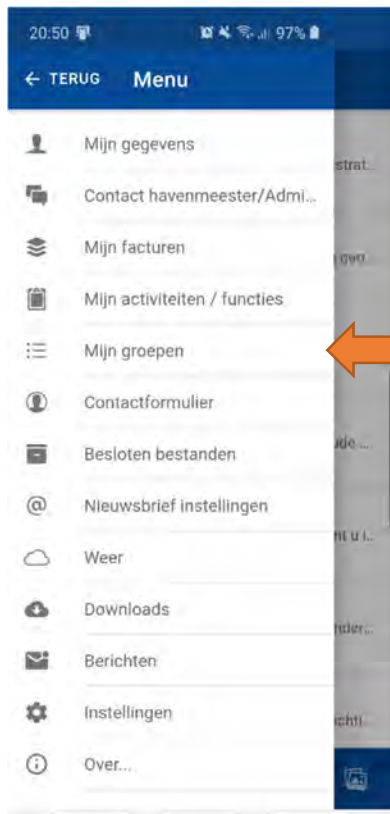 20:50 97%
← TERUG Menu
Mijn gegevens
Contact havenmeester/Admi...
Mijn facturen
Mijn activiteiten / functies
Mijn groepen
Contactformulier
Besloten bestanden
@ Nieuwsbrief instellingen
Weer
Downloads
Berichten
Instellingen
Over...